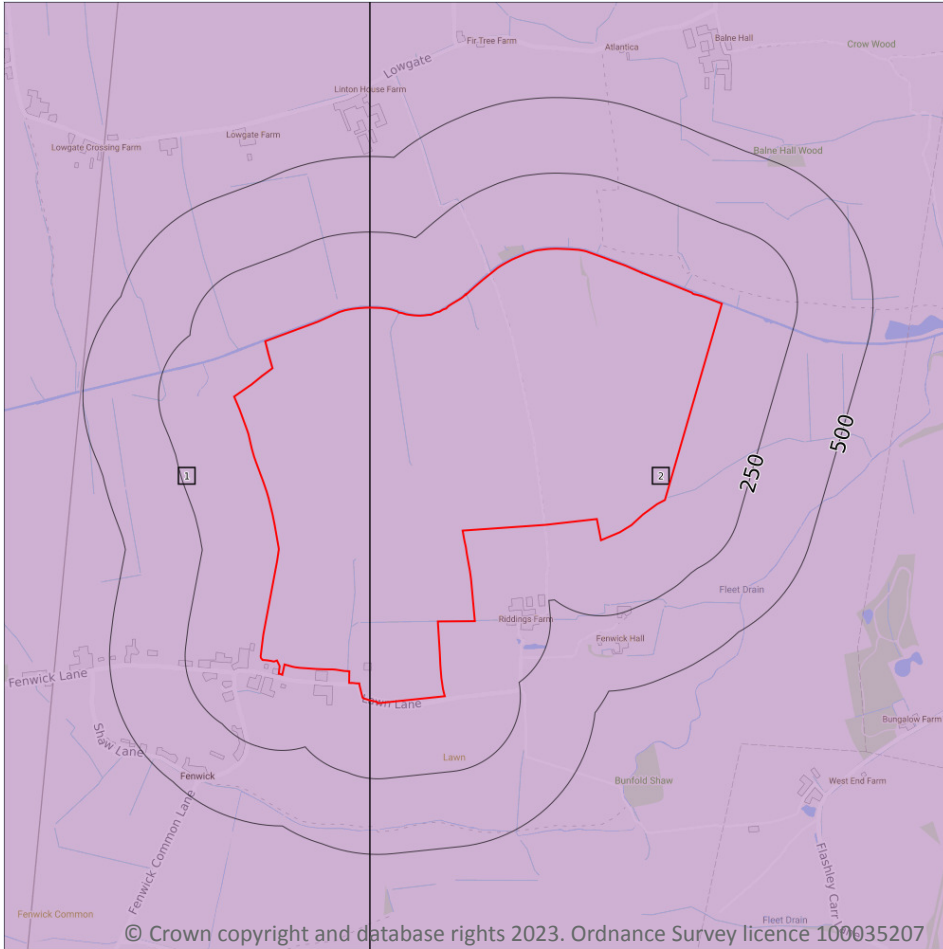 Fir Tree Farm
Balne Hall
Atlantica
Crow Wood
Lowgate
Linton House Farm
Lowgate Farm
Lowgate Crossing Farm
Balne Hall Wood
500
250
1
2
Fleet Drain
Riddings Farm
Fenwick Hall
Fenwick Lane
Lawn Lane
Bungalow Farm
Shaw Lane
Lawn
Fenwick
Bunfold Shaw
West End Farm
Fenwick Common Lane
Flashley Carr Lane
Fenwick Common
Fleet Drain
© Crown copyright and database rights 2023. Ordnance Survey licence 100035207